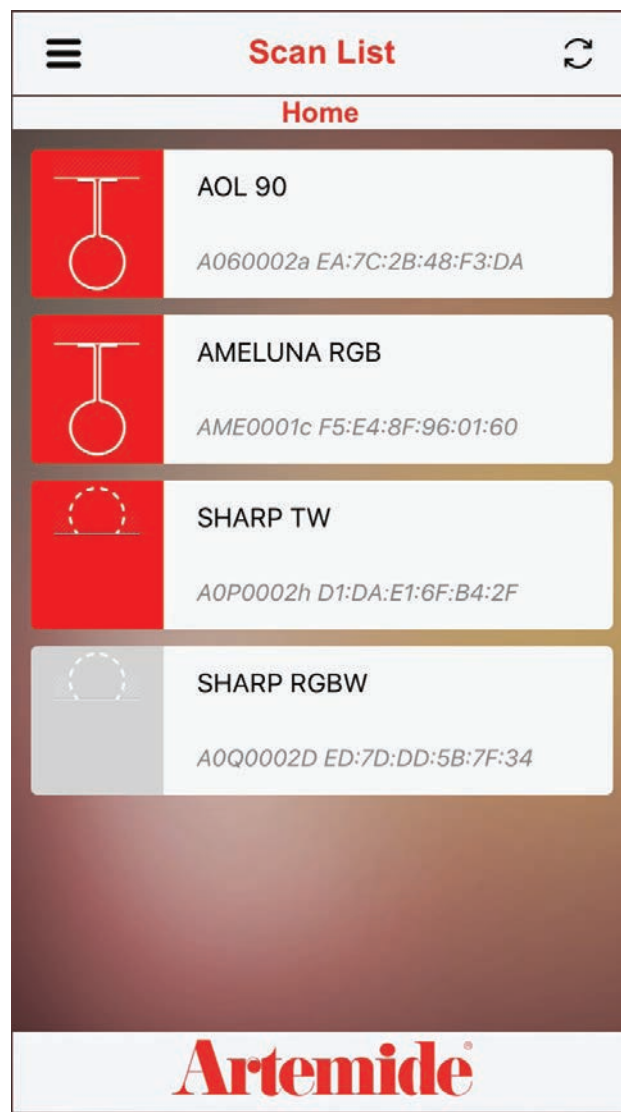 Scan List
Home
AOL 90
A060002a EA:7C:2B:48:F3:DA
AMELUNA RGB
AME0001c F5:E4:8F:96:01:60
SHARP TW
A0P0002h D1:DA:E1:6F:B4:2F
SHARP RGBW
A0Q0002D ED:7D:DD:5B:7F:34
Artemide®